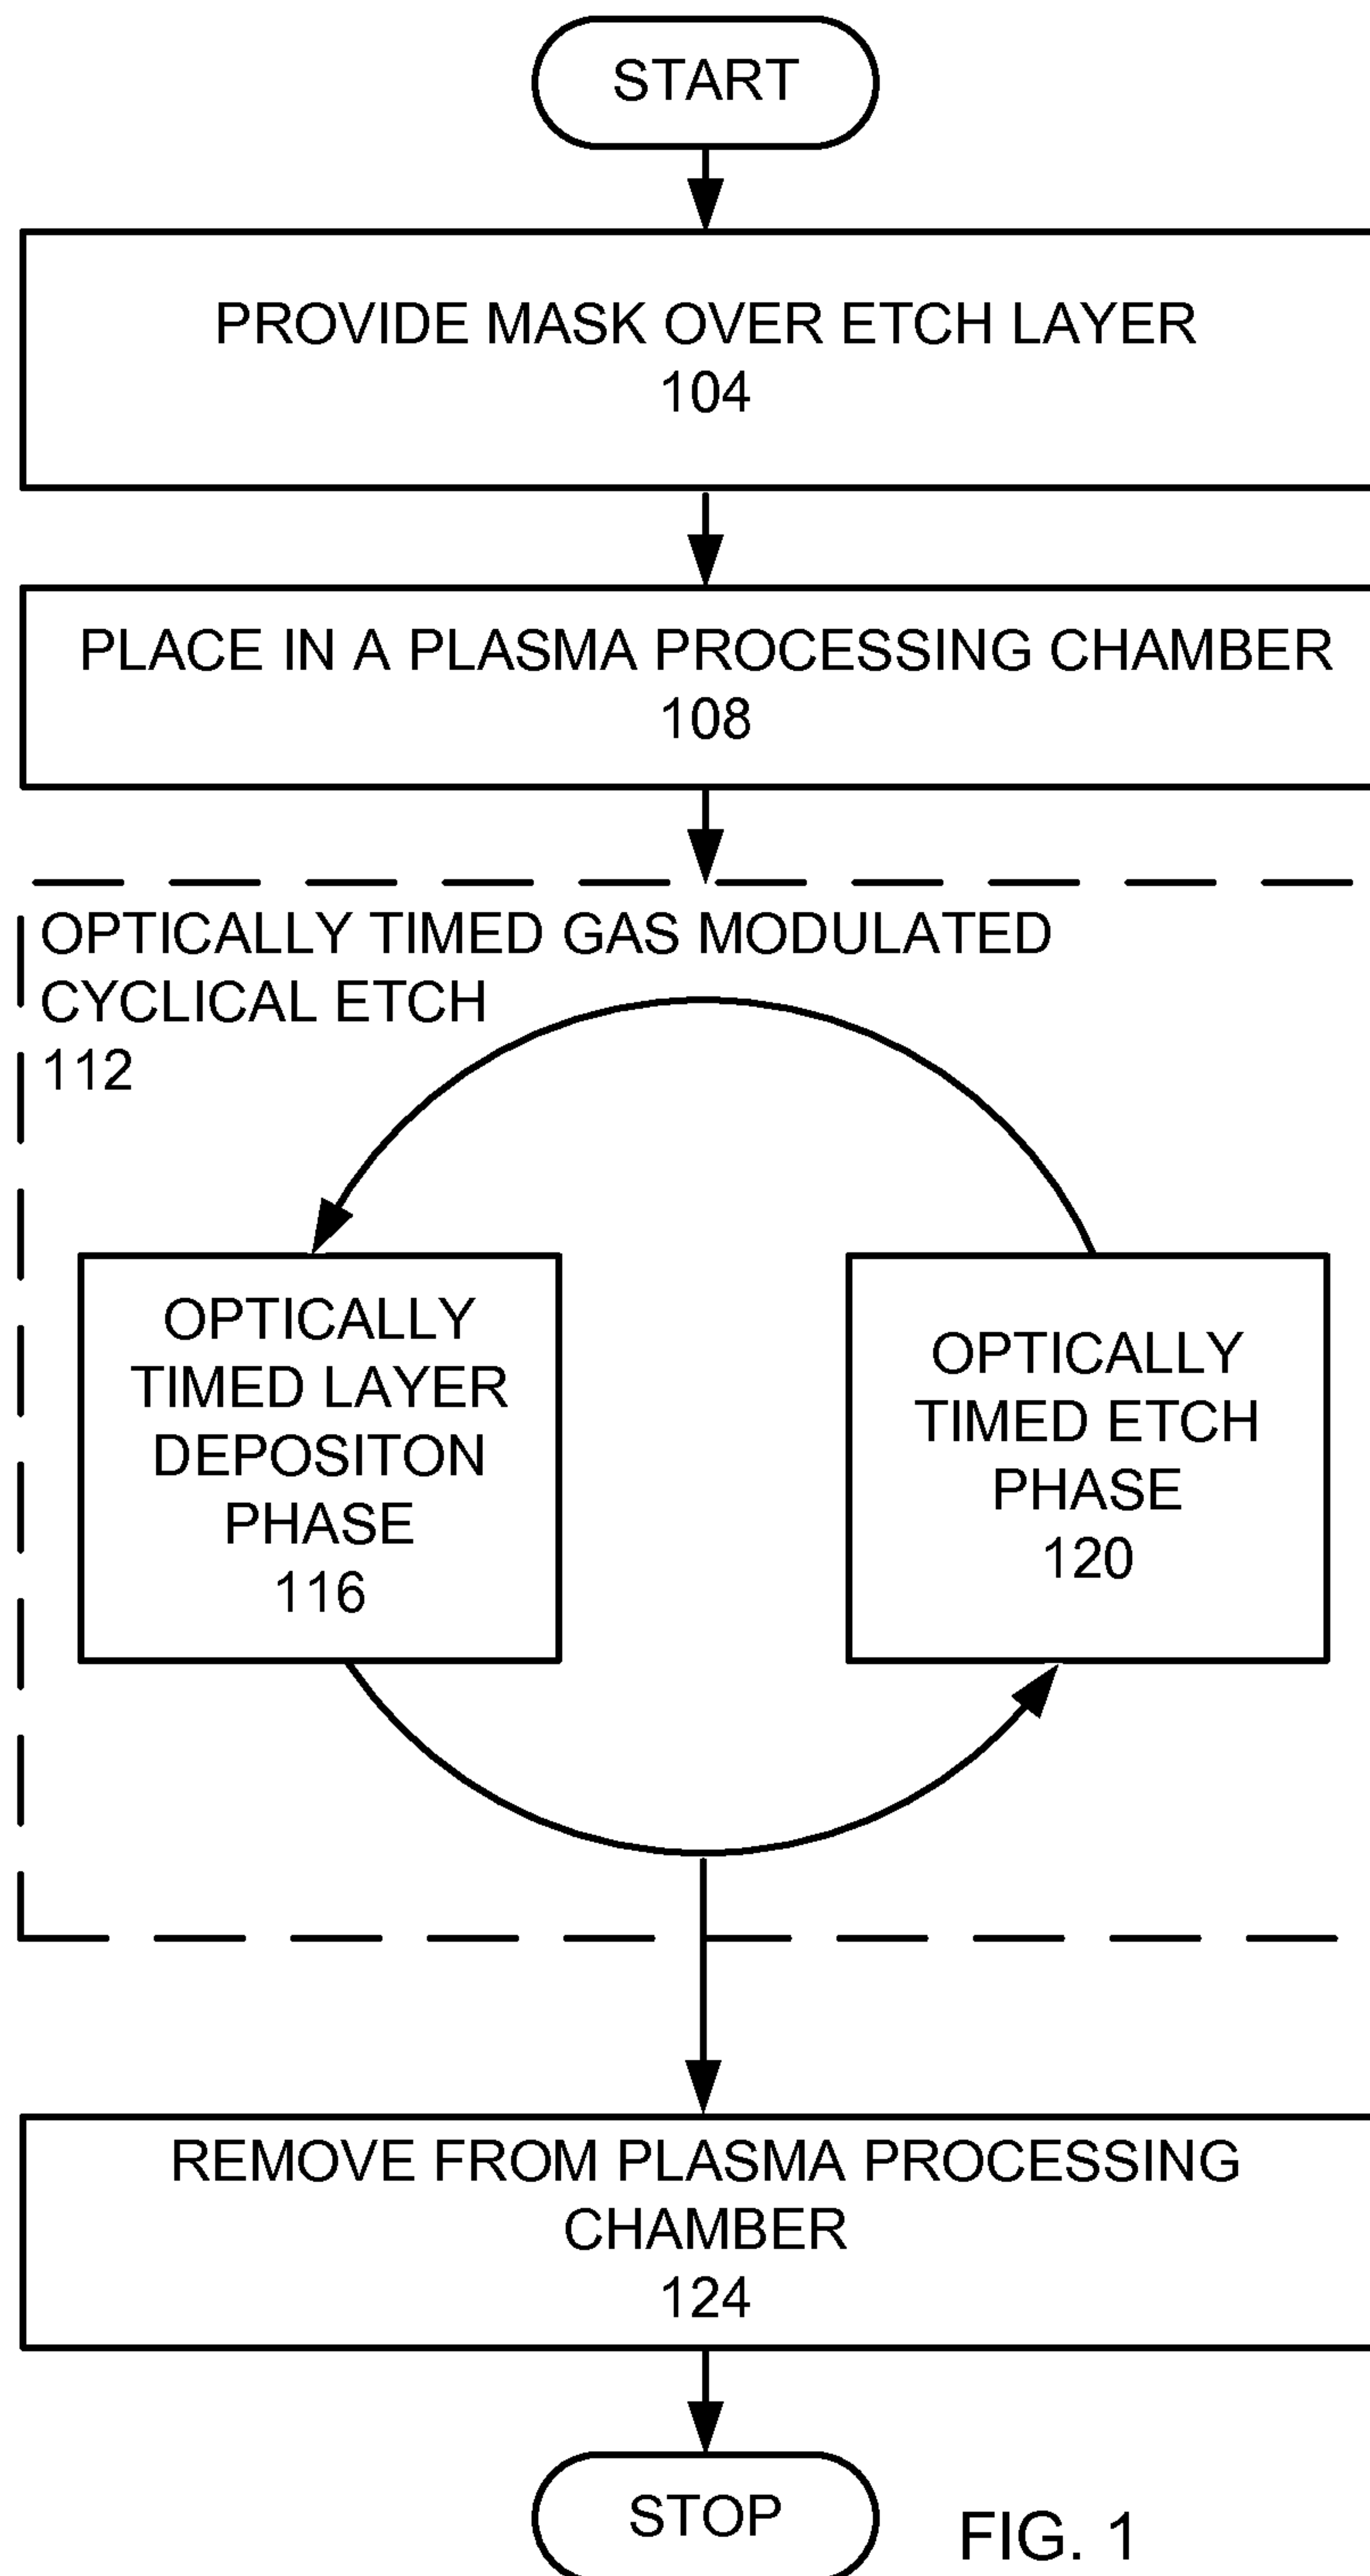 START
PROVIDE MASK OVER ETCH LAYER
104
PLACE IN A PLASMA PROCESSING CHAMBER
108
OPTICALLY TIMED GAS MODULATED
CYCLICAL ETCH
112
OPTICALLY
TIMED LAYER
DEPOSITON
PHASE
116
OPTICALLY
TIMED ETCH
PHASE
120
REMOVE FROM PLASMA PROCESSING
CHAMBER
124
STOP
FIG. 1